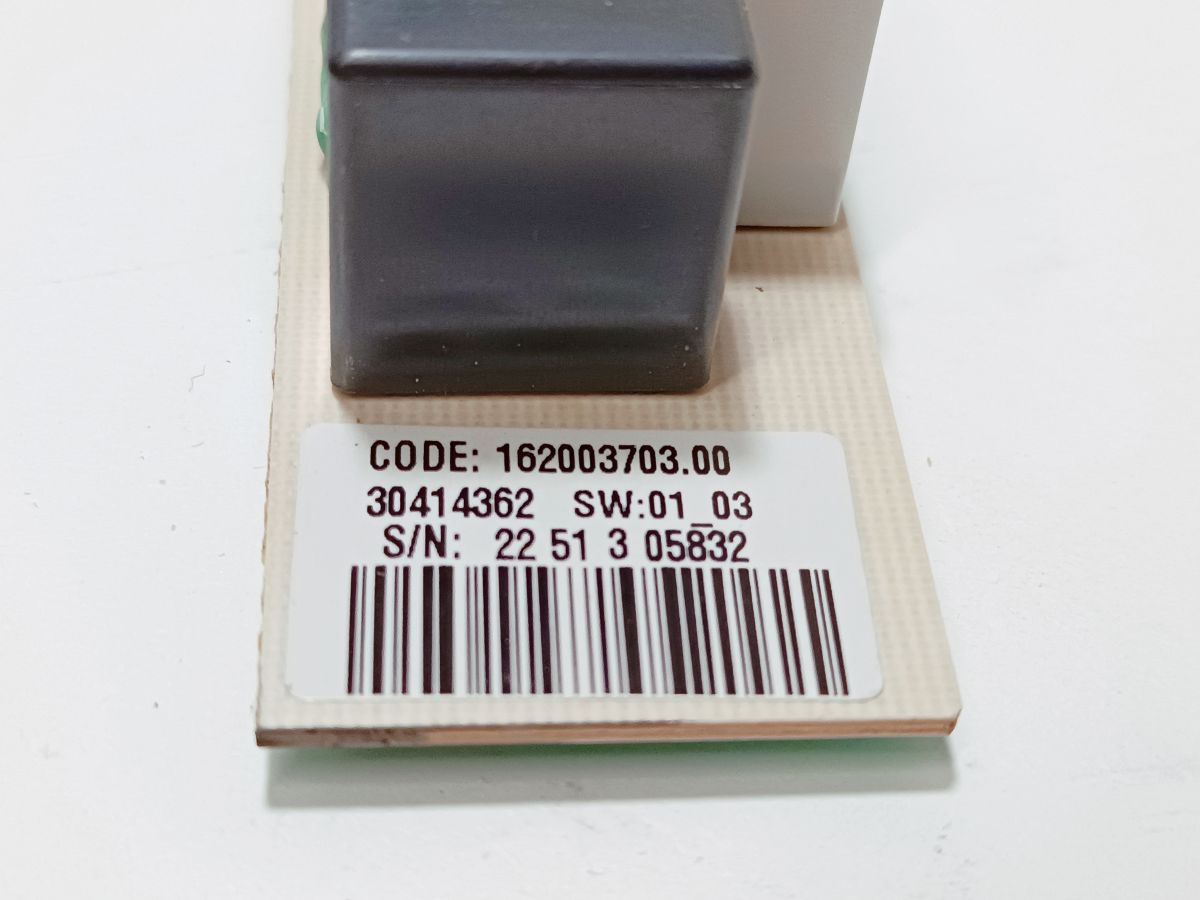 CODE: 162003703.00
30414362 SW:01_03
S/N: 22 51 3 05832